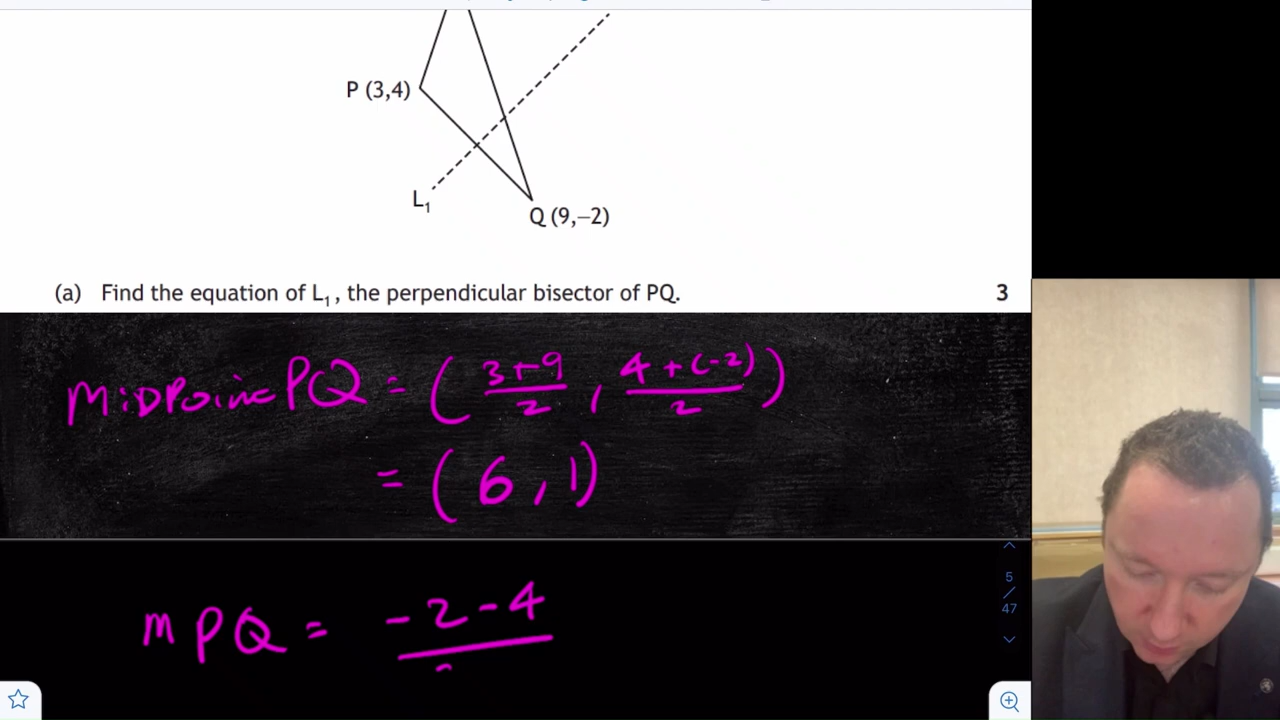 P (3,4)
L₁
Q (9,−2)
(a) Find the equation of L₁, the perpendicular bisector of PQ. 3
MiDPoint PQ = ( 3+9/2 , 4+(-2)/2 )
= ( 6 , 1 )
5
/
47
m PQ = -2-4